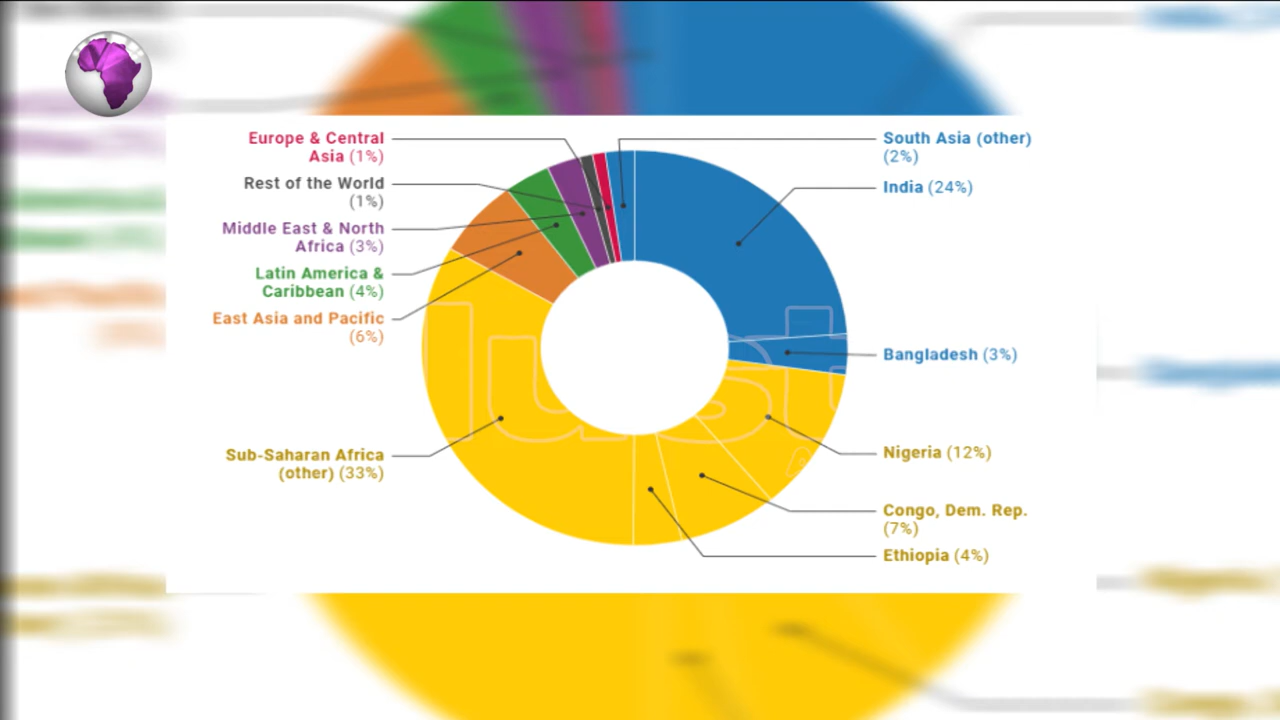 Europe & Central
Asia (1%)
Rest of the World
(1%)
Middle East & North
Africa (3%)
Latin America &
Caribbean (4%)
East Asia and Pacific
(6%)
Sub-Saharan Africa
(other) (33%)
South Asia (other)
(2%)
India (24%)
Bangladesh (3%)
Nigeria (12%)
Congo, Dem. Rep.
(7%)
Ethiopia (4%)